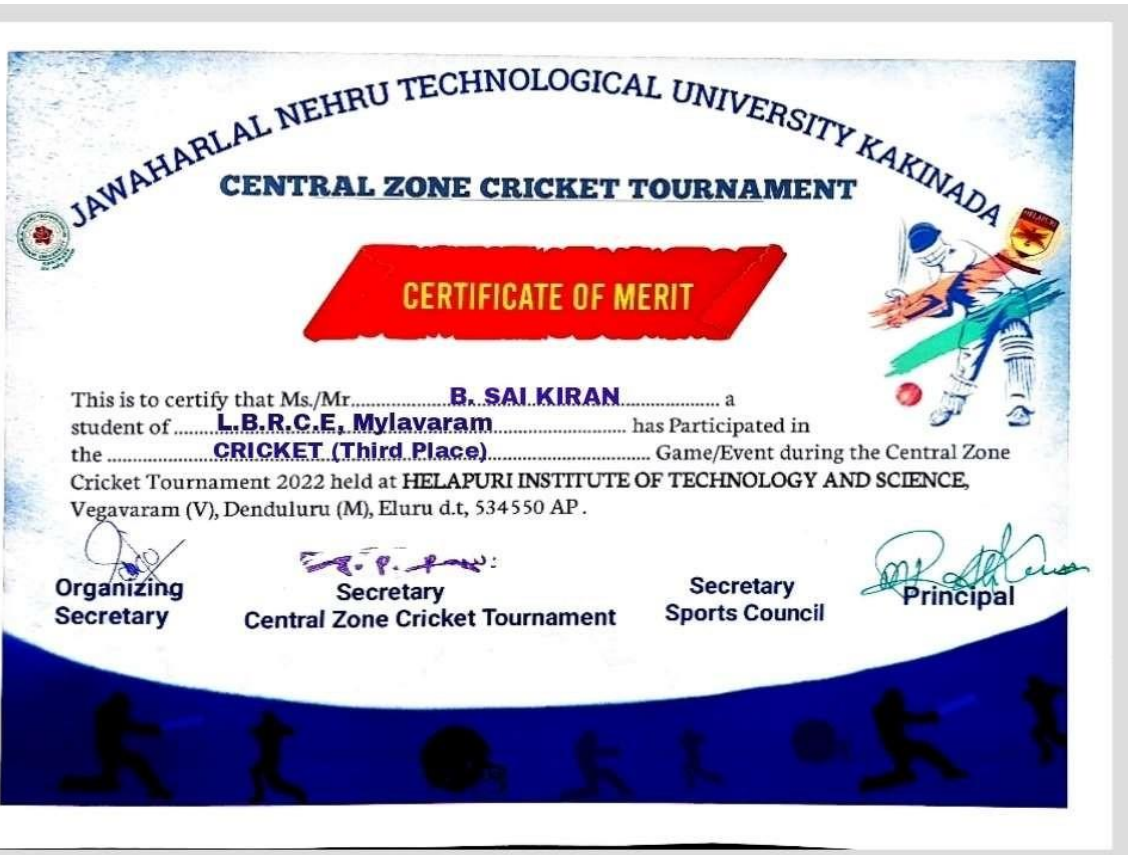 JAWAHARLAL NEHRU TECHNOLOGICAL UNIVERSITY KAKINADA
CENTRAL ZONE CRICKET TOURNAMENT
HELAPURI
CERTIFICATE OF MERIT
This is to certify that Ms./Mr. B. SAI KIRAN a
student of L.B.R.C.E, Mylavaram has Participated in
the CRICKET (Third Place) Game/Event during the Central Zone
Cricket Tournament 2022 held at HELAPURI INSTITUTE OF TECHNOLOGY AND SCIENCE,
Vegavaram (V), Denduluru (M), Eluru d.t, 534550 AP.
Organizing Secretary
Secretary Central Zone Cricket Tournament
Secretary Sports Council
Principal